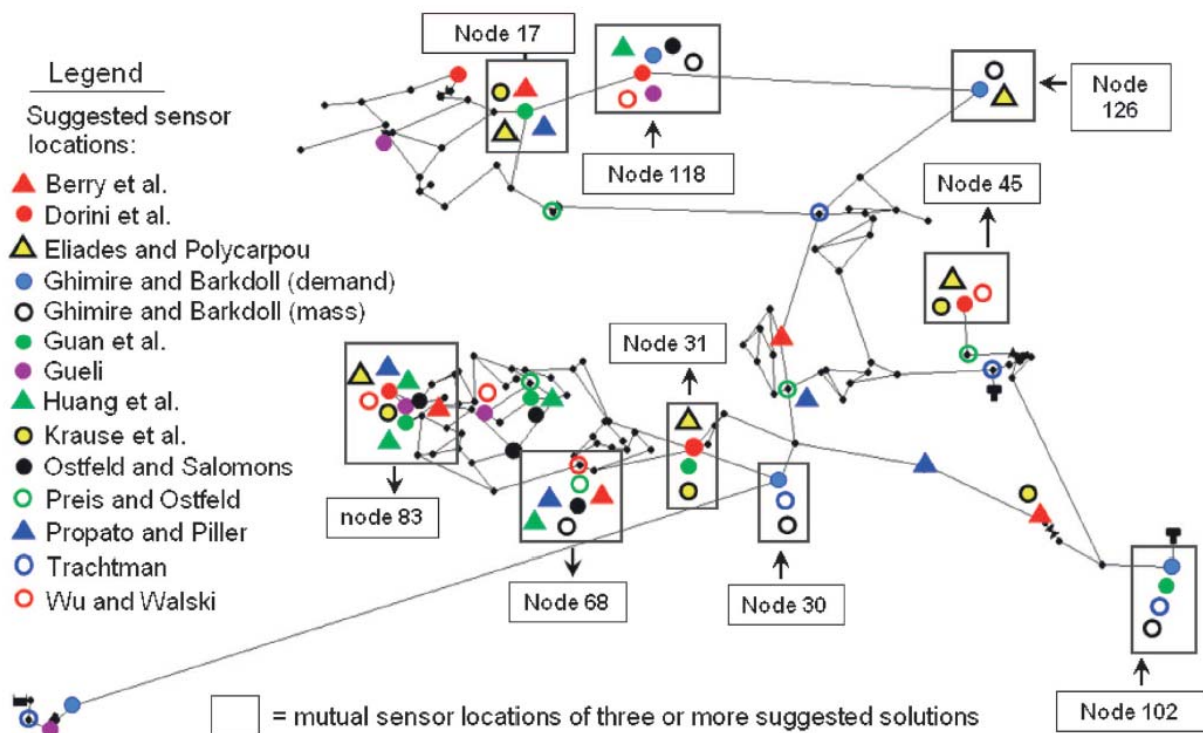 Node 17
Legend
Suggested sensor
locations:
Berry et al.
Dorini et al.
Eliades and Polycarpou
Ghimire and Barkdoll (demand)
Ghimire and Barkdoll (mass)
Guan et al.
Gueli
Huang et al.
Krause et al.
Ostfeld and Salomons
Preis and Ostfeld
Propato and Piller
Trachtman
Wu and Walski
Node 118
Node
126
Node 45
Node 31
node 83
Node 68
Node 30
Node 102
= mutual sensor locations of three or more suggested solutions